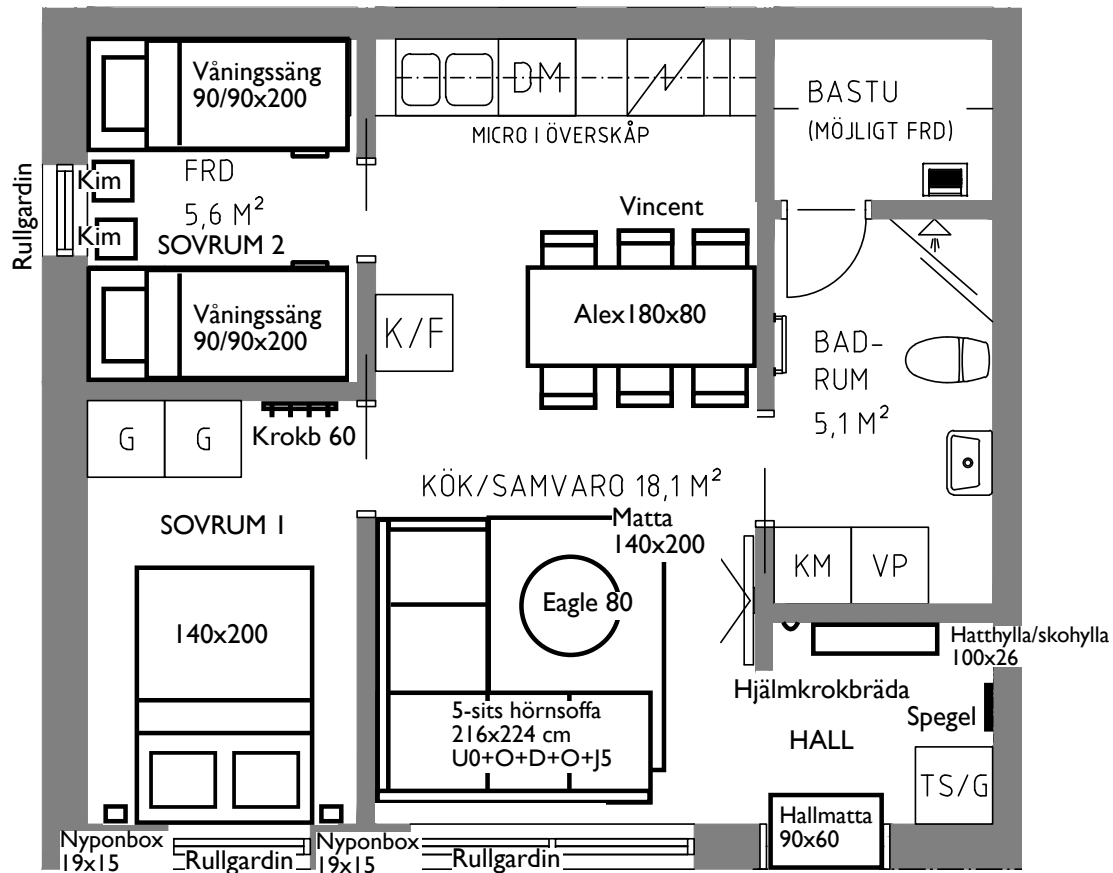 Våningssäng
90/90x200
DM
MICRO I ÖVERSKÅP
BASTU
(MÖJLIGT FRD)
Rullgardin
Kim
FRD
5,6 M²
Kim
SOVRUM 2
Vincent
Våningssäng
90/90x200
K/F
Alex180x80
BAD-
RUM
5,1 M²
G
G
Krokb 60
KÖK/SAMVARO 18,1 M²
SOVRUM 1
Matta
140x200
KM
VP
140x200
Eagle 80
Hatthylla/skohylla
100x26
Hjälmkrokbräda
Spegel
5-sits hörnsoffa
216x224 cm
U0+O+D+O+J5
HALL
TS/G
Hallmatta
90x60
Nyponbox
19x15
Rullgardin
Nyponbox
19x15
Rullgardin